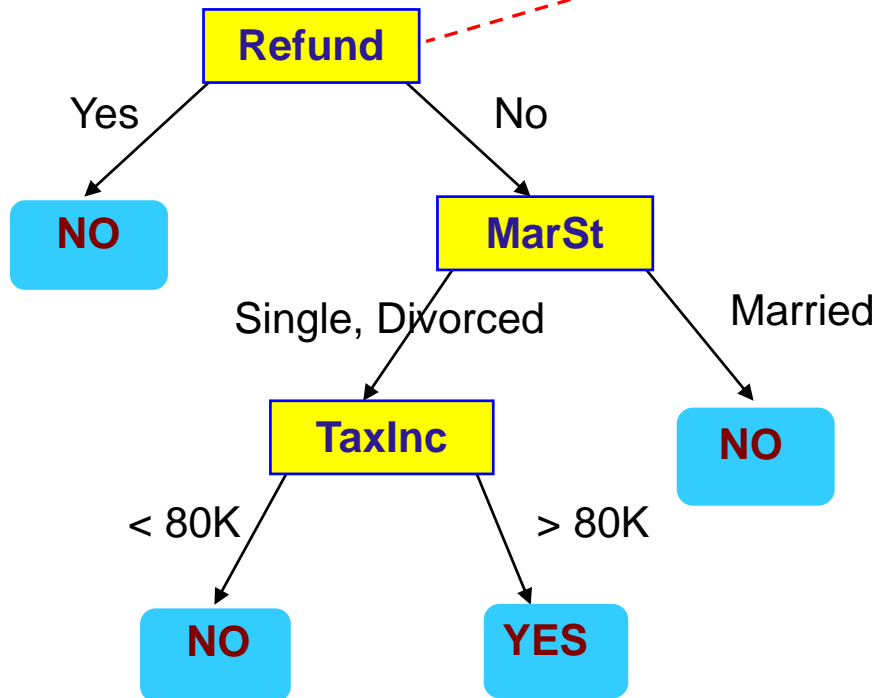 Refund
Yes
No
NO
MarSt
Single, Divorced
Married
TaxInc
NO
< 80K
> 80K
NO
YES